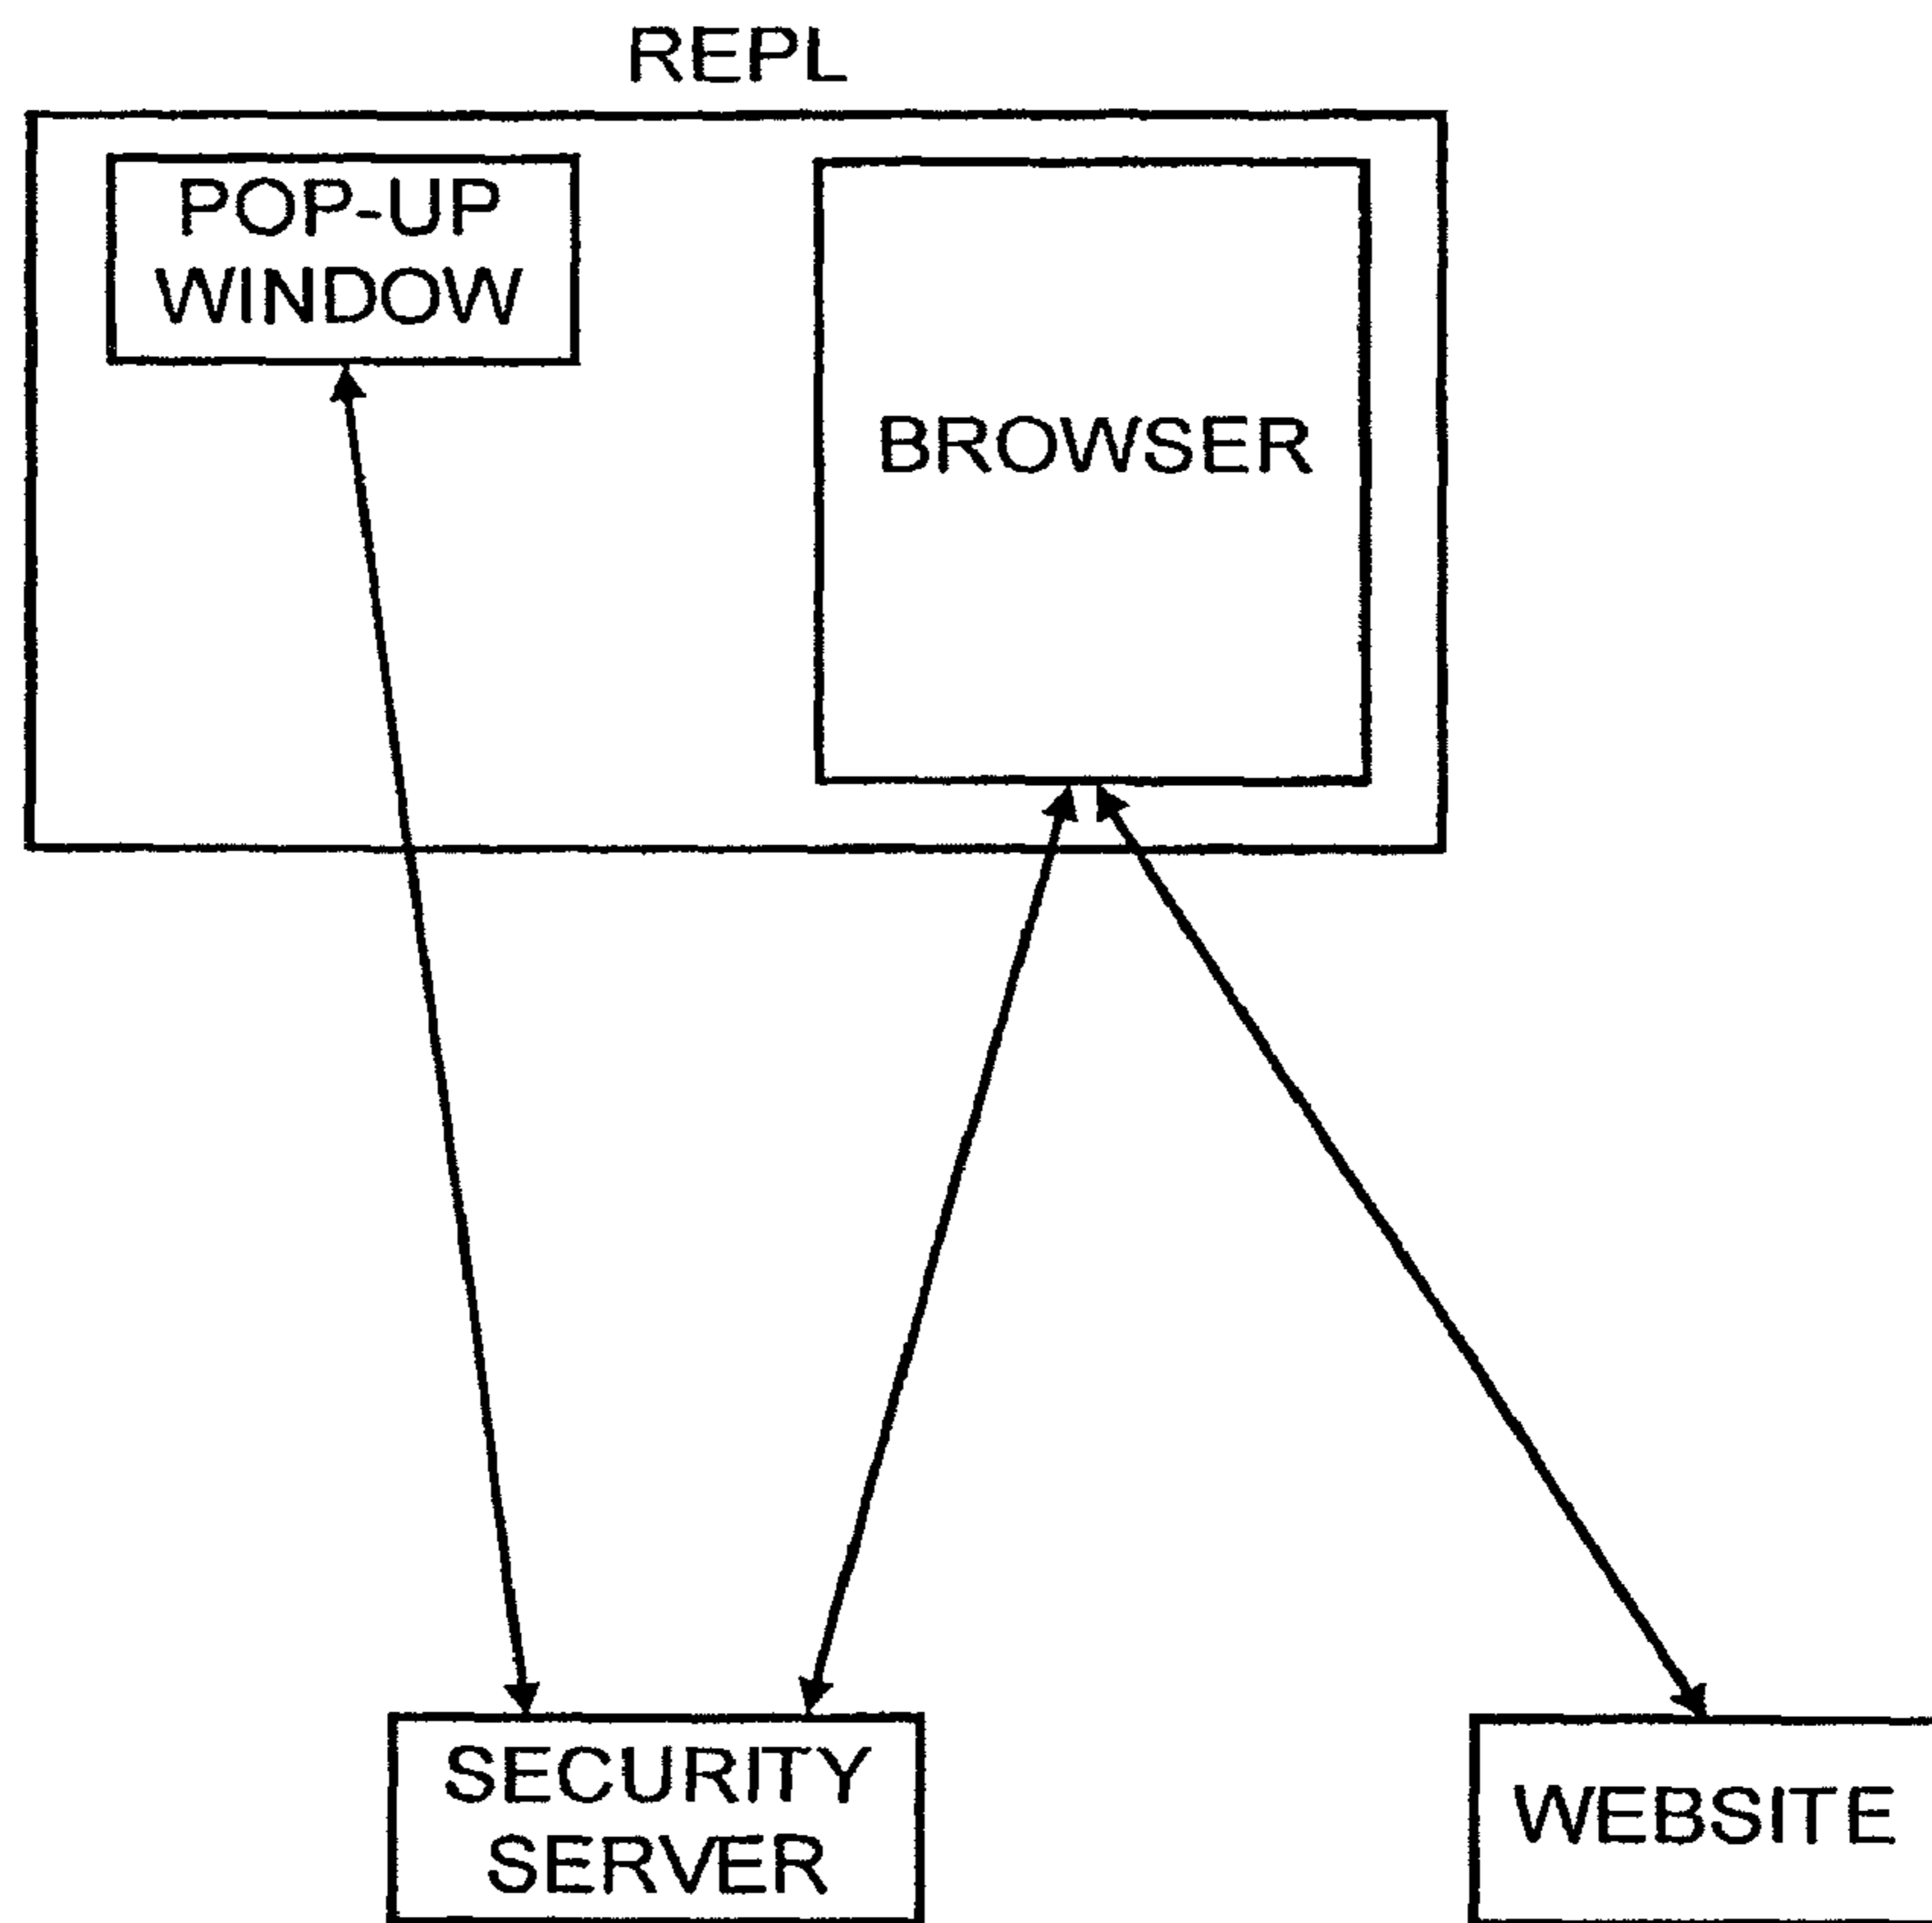 REPL
POP-UP
WINDOW
BROWSER
SECURITY
SERVER
WEBSITE